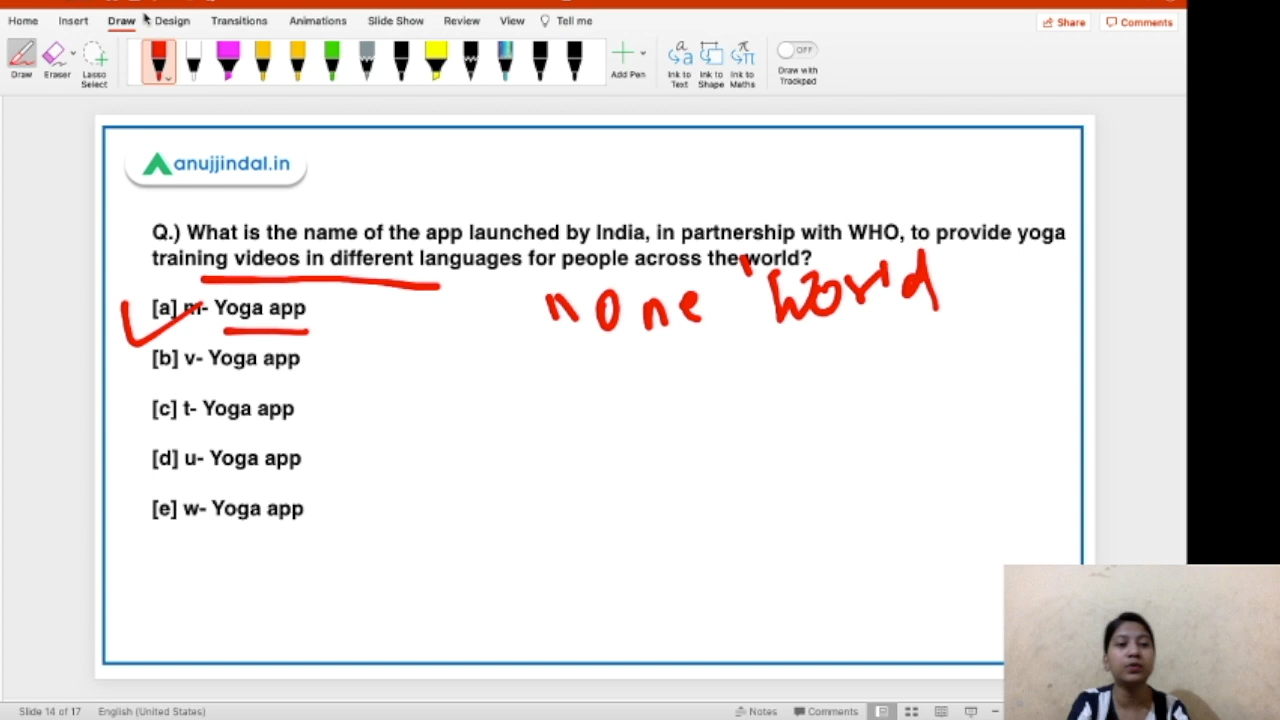 Home Insert Draw Design Transitions Animations Slide Show Review View Tell me Share Comments
Draw Eraser Lasso Select Add Pen Ink to Text Ink to Shape Ink to Maths OFF Draw with Trackpad
anujjindal.in
Q.) What is the name of the app launched by India, in partnership with WHO, to provide yoga
training videos in different languages for people across the world?
[a] m- Yoga app
none world
[b] v- Yoga app
[c] t- Yoga app
[d] u- Yoga app
[e] w- Yoga app
Slide 14 of 17 English (United States) Notes Comments